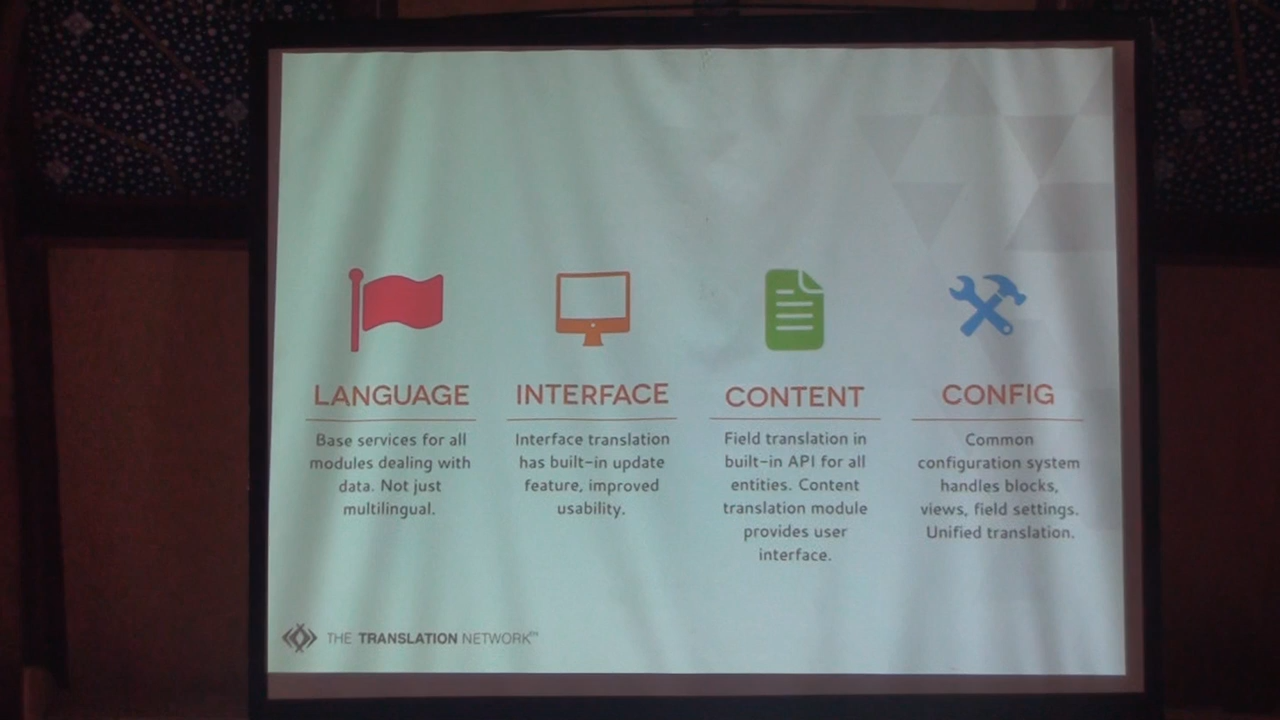 LANGUAGE
Base services for all
modules dealing with
data. Not just
multilingual.
INTERFACE
Interface translation
has built-in update
feature, improved
usability.
CONTENT
Field translation in
built-in API for all
entities. Content
translation module
provides user
interface.
CONFIG
Common
configuration system
handles blocks,
views, field settings.
Unified translation.
THE TRANSLATION NETWORK